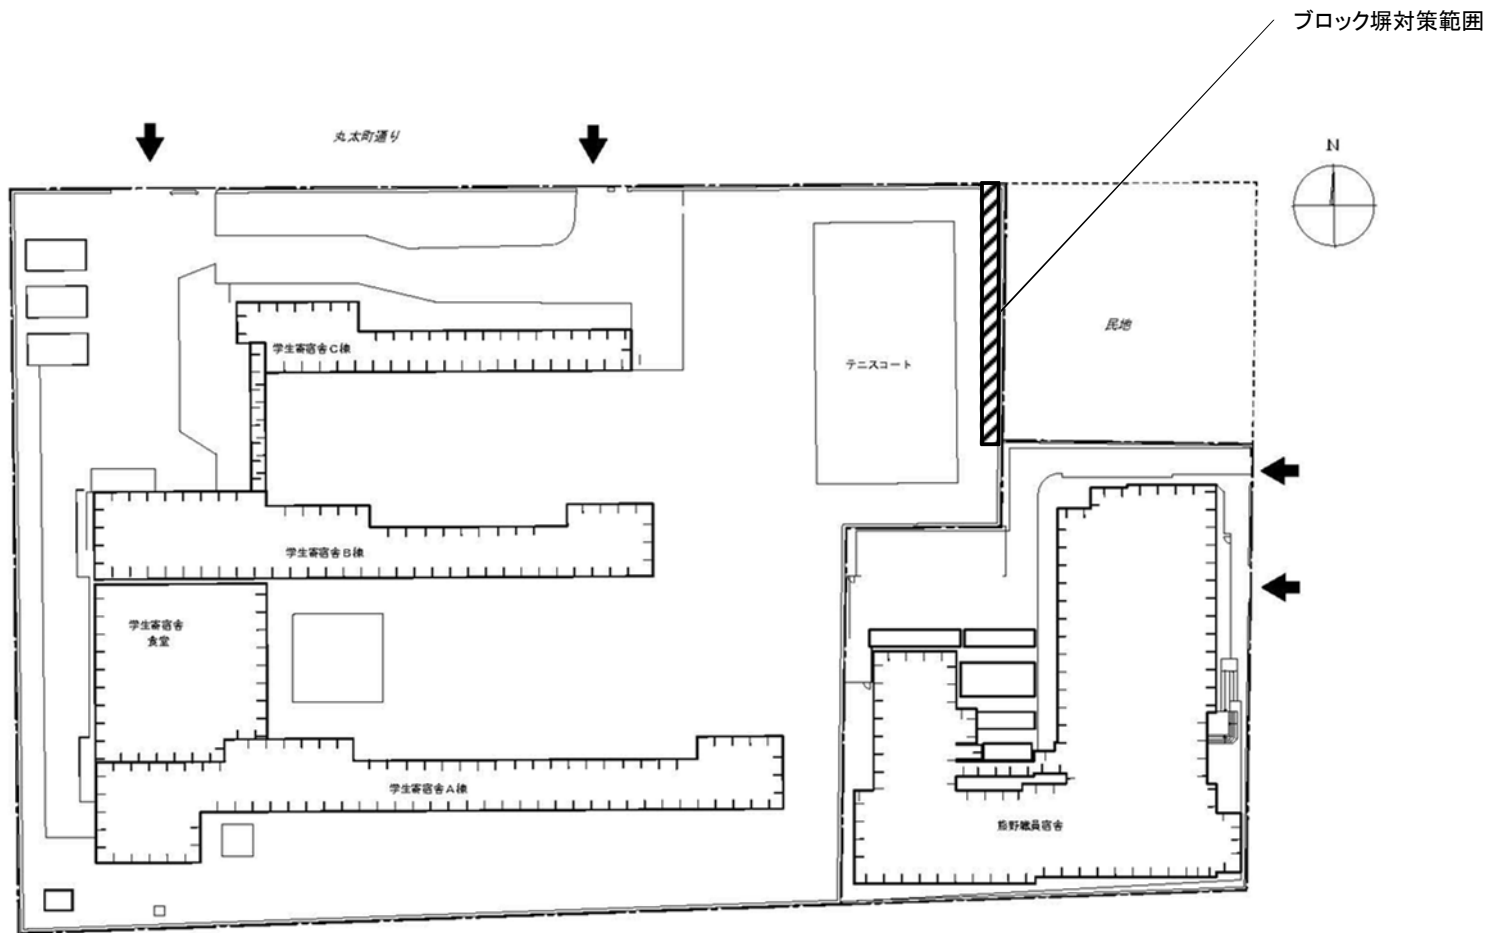 ブロック塀対策範囲
丸太町通り
N
民地
学生寄宿舎C棟
テニスコート
学生寄宿舎B棟
学生寄宿舎
食堂
学生寄宿舎A棟
熊野職員宿舎